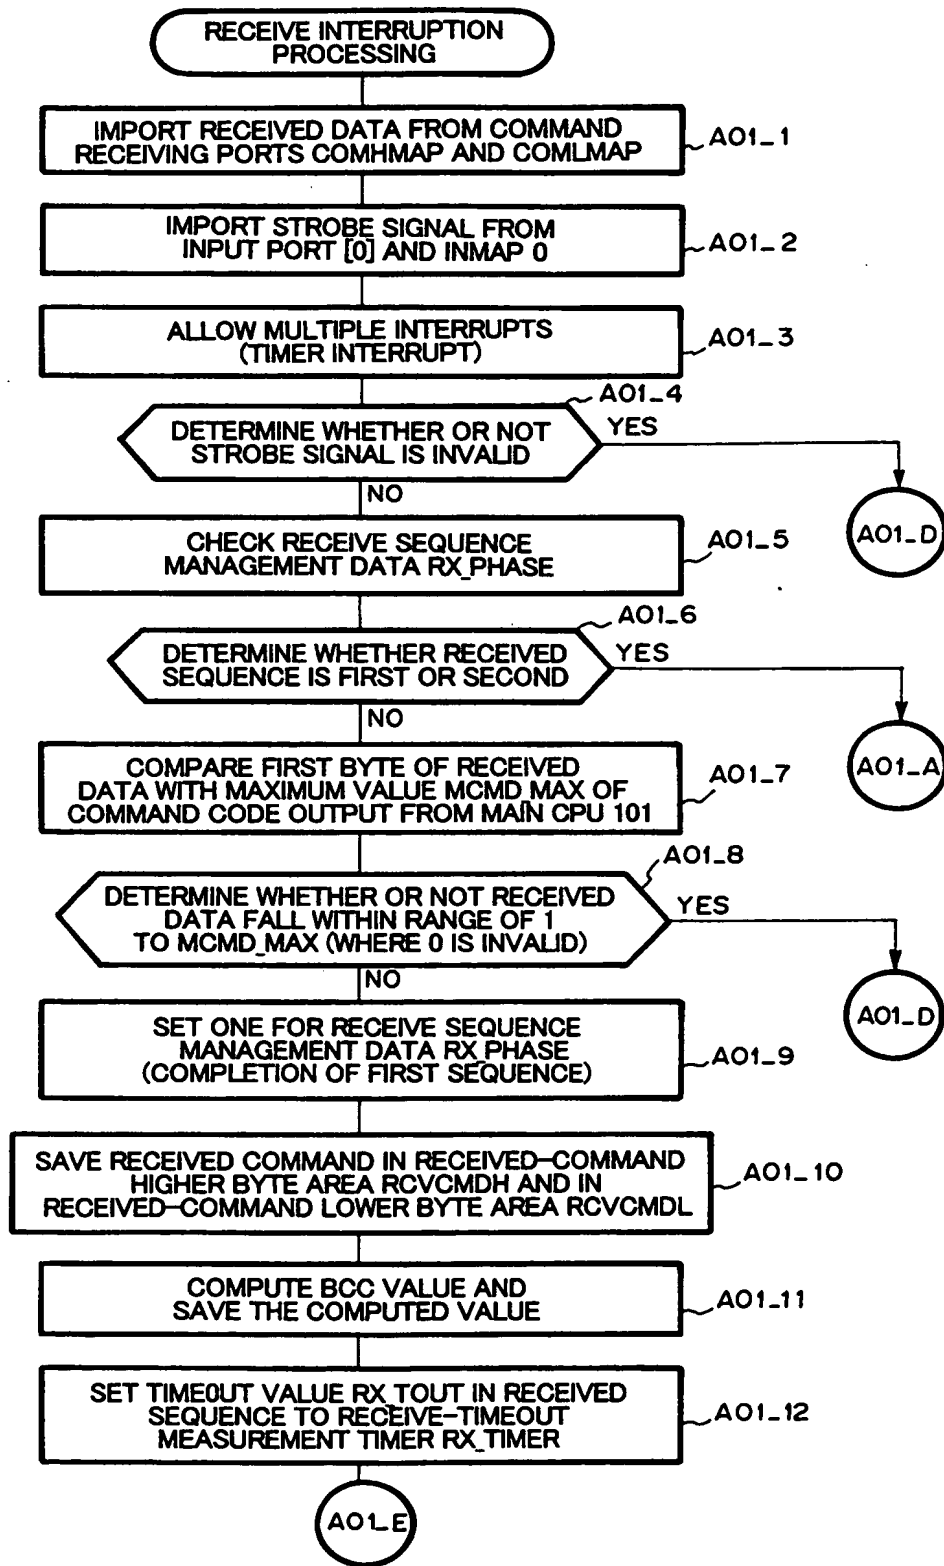 RECEIVE INTERRUPTION
PROCESSING
IMPORT RECEIVED DATA FROM COMMAND
RECEIVING PORTS COMHMAP AND COMLMAP
A01_1
IMPORT STROBE SIGNAL FROM
INPUT PORT [0] AND INMAP 0
A01_2
ALLOW MULTIPLE INTERRUPTS
(TIMER INTERRUPT)
A01_3
A01_4
DETERMINE WHETHER OR NOT
STROBE SIGNAL IS INVALID
YES
NO
A01_D
CHECK RECEIVE SEQUENCE
MANAGEMENT DATA RX_PHASE
A01_5
A01_6
DETERMINE WHETHER RECEIVED
SEQUENCE IS FIRST OR SECOND
YES
NO
A01_A
COMPARE FIRST BYTE OF RECEIVED
DATA WITH MAXIMUM VALUE MCMD_MAX OF
COMMAND CODE OUTPUT FROM MAIN CPU 101
A01_7
A01_8
DETERMINE WHETHER OR NOT RECEIVED
DATA FALL WITHIN RANGE OF 1
TO MCMD_MAX (WHERE 0 IS INVALID)
YES
NO
A01_D
SET ONE FOR RECEIVE SEQUENCE
MANAGEMENT DATA RX_PHASE
(COMPLETION OF FIRST SEQUENCE)
A01_9
SAVE RECEIVED COMMAND IN RECEIVED-COMMAND
HIGHER BYTE AREA RCVCMDH AND IN
RECEIVED-COMMAND LOWER BYTE AREA RCVCMDL
A01_10
COMPUTE BCC VALUE AND
SAVE THE COMPUTED VALUE
A01_11
SET TIMEOUT VALUE RX_TOUT IN RECEIVED
SEQUENCE TO RECEIVE-TIMEOUT
MEASUREMENT TIMER RX_TIMER
A01_12
A01_E